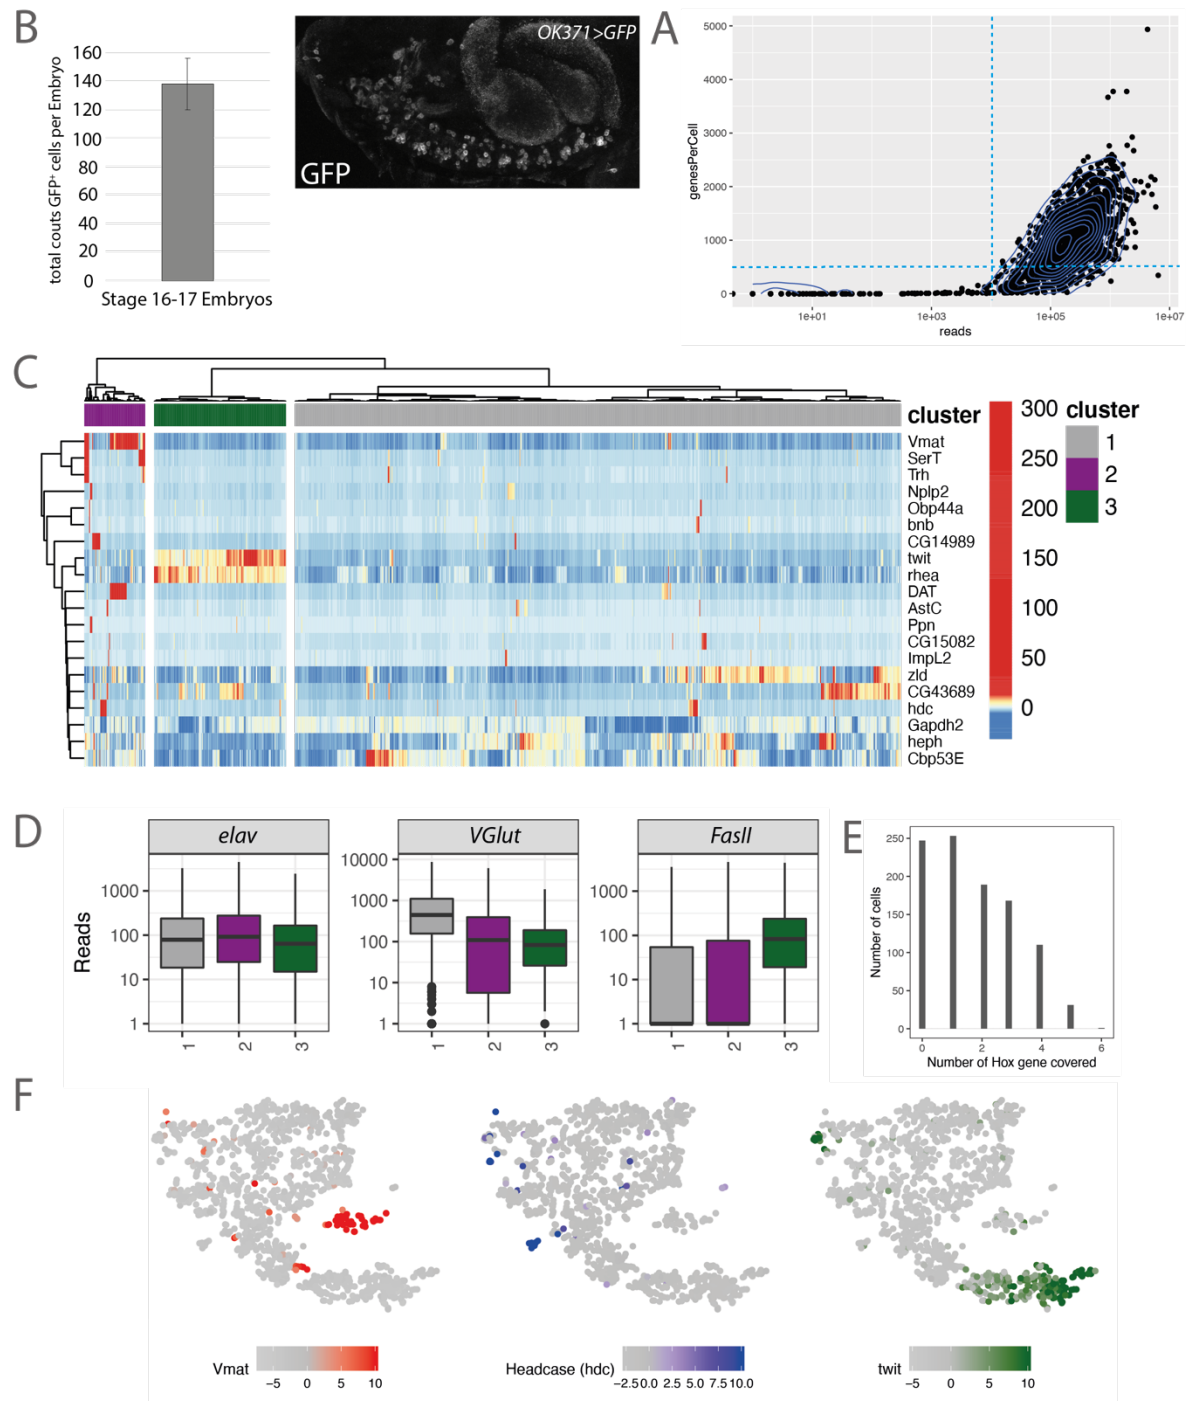 B
160
140
120
100
80
60
40
20
0
total couts GFP+ cells per Embryo
Stage 16-17 Embryos
OK371>GFP
GFP
A
5000
4000
3000
2000
1000
0
genesPerCell
1e+01 1e+03 1e+05 1e+07
reads
C
cluster
Vmat
SerT
Trh
Nplp2
Obp44a
bnb
CG14989
twit
rhea
DAT
AstC
Ppn
CG15082
ImpL2
zld
CG43689
hdc
Gapdh2
heph
Cbp53E
300
250
200
150
100
50
0
cluster
1
2
3
D
Reads
elav
1000
100
10
1
1 2 3
VGlut
10000
1000
100
10
1
1 2 3
FasII
1000
100
10
1
1 2 3
E
250
200
150
100
50
0
Number of cells
0 2 4 6
Number of Hox gene covered
F
Vmat
−5 0 5 10
Headcase (hdc)
−2.50.0 2.5 5.0 7.510.0
twit
−5 0 5 10